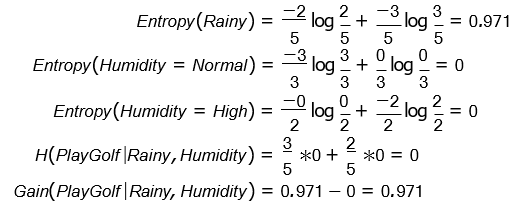 Entropy(Rainy) = -2/5 log 2/5 + -3/5 log 3/5 = 0.971
Entropy(Humidity = Normal) = -3/3 log 3/3 + 0/3 log 0/3 = 0
Entropy(Humidity = High) = -0/2 log 0/2 + -2/2 log 2/2 = 0
H(PlayGolf|Rainy, Humidity) = 3/5 *0 + 2/5 *0 = 0
Gain(PlayGolf|Rainy, Humidity) = 0.971 − 0 = 0.971